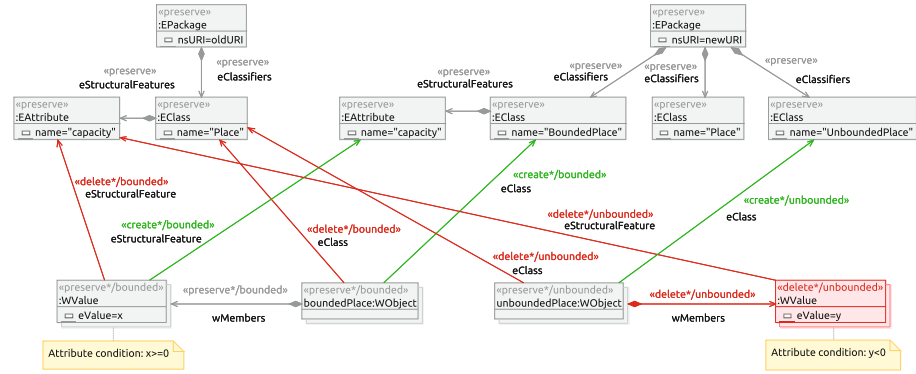 «preserve»
:EPackage
nsURI=oldURI
«preserve»
:EPackage
nsURI=newURI
«preserve»
eStructuralFeatures
«preserve»
eClassifiers
«preserve»
eStructuralFeatures
«preserve»
eClassifiers
«preserve»
eClassifiers
«preserve»
eClassifiers
«preserve»
:EAttribute
name="capacity"
«preserve»
:EClass
name="Place"
«preserve»
:EAttribute
name="capacity"
«preserve»
:EClass
name="BoundedPlace"
«preserve»
:EClass
name="Place"
«preserve»
:EClass
name="UnboundedPlace"
«delete*/bounded»
eStructuralFeature
«create*/bounded»
eStructuralFeature
«delete*/bounded»
eClass
«create*/bounded»
eClass
«delete*/unbounded»
eStructuralFeature
«delete*/unbounded»
eClass
«create*/unbounded»
eClass
«preserve*/bounded»
:WValue
eValue=x
«preserve*/bounded»
wMembers
«preserve*/bounded»
boundedPlace:WObject
«preserve*/unbounded»
unboundedPlace:WObject
«delete*/unbounded»
wMembers
«delete*/unbounded»
:WValue
eValue=y
Attribute condition: x>=0
Attribute condition: y<0